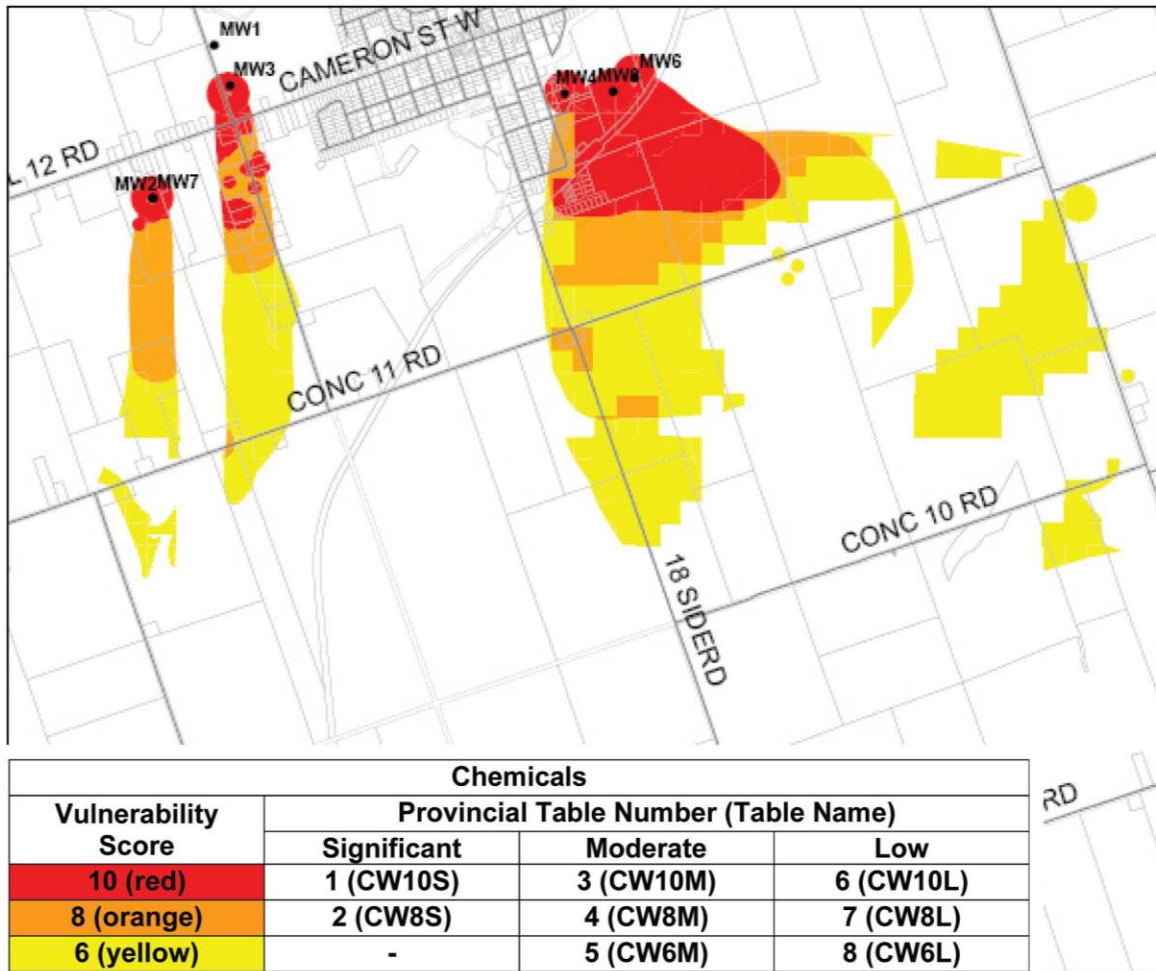 MW1
MW3
CAMERON ST W
MW6
MW4
L 12 RD
MW2
MW7
CONC 11 RD
CONC 10 RD
18 SIDERD
RD
Chemicals
Vulnerability Score
Provincial Table Number (Table Name)
Significant
Moderate
Low
10 (red)
1 (CW10S)
3 (CW10M)
6 (CW10L)
8 (orange)
2 (CW8S)
4 (CW8M)
7 (CW8L)
6 (yellow)
-
5 (CW6M)
8 (CW6L)